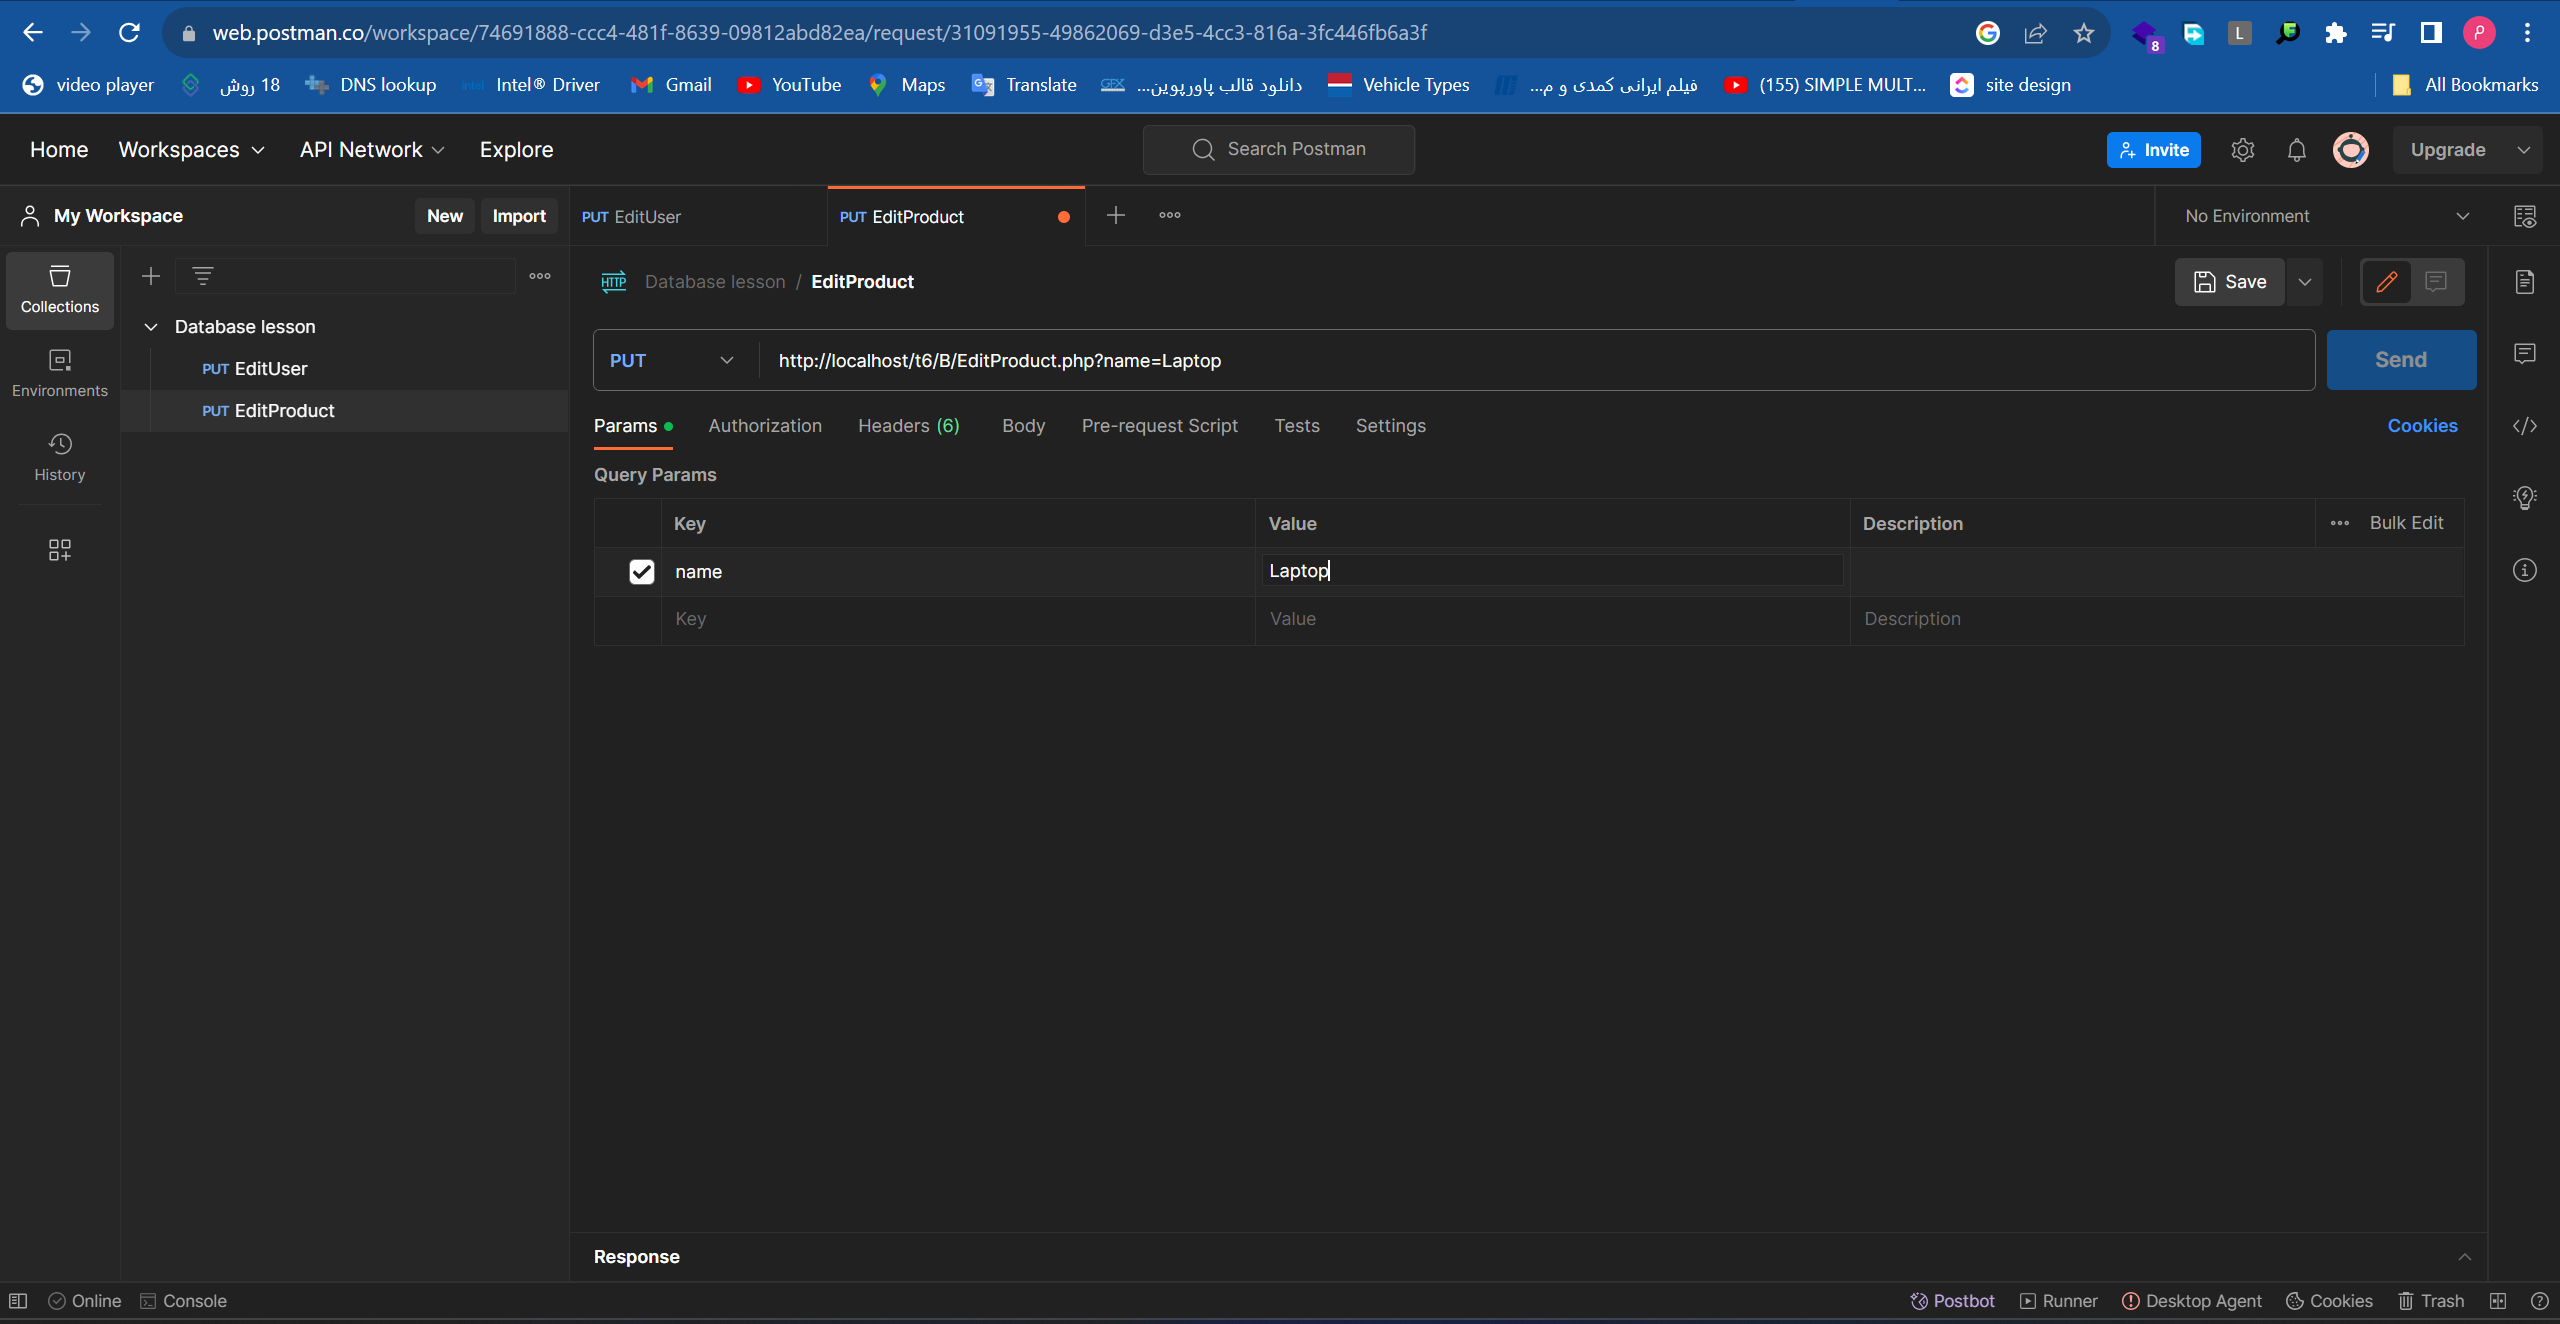 web.postman.co/workspace/74691888-ccc4-481f-8639-09812abd82ea/request/31091955-49862069-d3e5-4cc3-816a-3fc446fb6a3f
L
8
P
video player
18 روش
DNS lookup
intel
Intel® Driver
Gmail
YouTube
Maps
Translate
GFX
دانلود قالب پاورپوین...
Vehicle Types
فیلم ایرانی کمدی و م...
(155) SIMPLE MULT...
site design
All Bookmarks
Home
Workspaces
API Network
Explore
Search Postman
Invite
Upgrade
My Workspace
New
Import
PUT EditUser
PUT EditProduct
No Environment
Collections
Environments
History
Database lesson
PUT EditUser
PUT EditProduct
HTTP
Database lesson / EditProduct
Save
PUT
http://localhost/t6/B/EditProduct.php?name=Laptop
Send
Params
Authorization
Headers (6)
Body
Pre-request Script
Tests
Settings
Cookies
Query Params
Key
Value
Description
Bulk Edit
name
Laptop
Key
Value
Description
Response
Online
Console
Postbot
Runner
Desktop Agent
Cookies
Trash